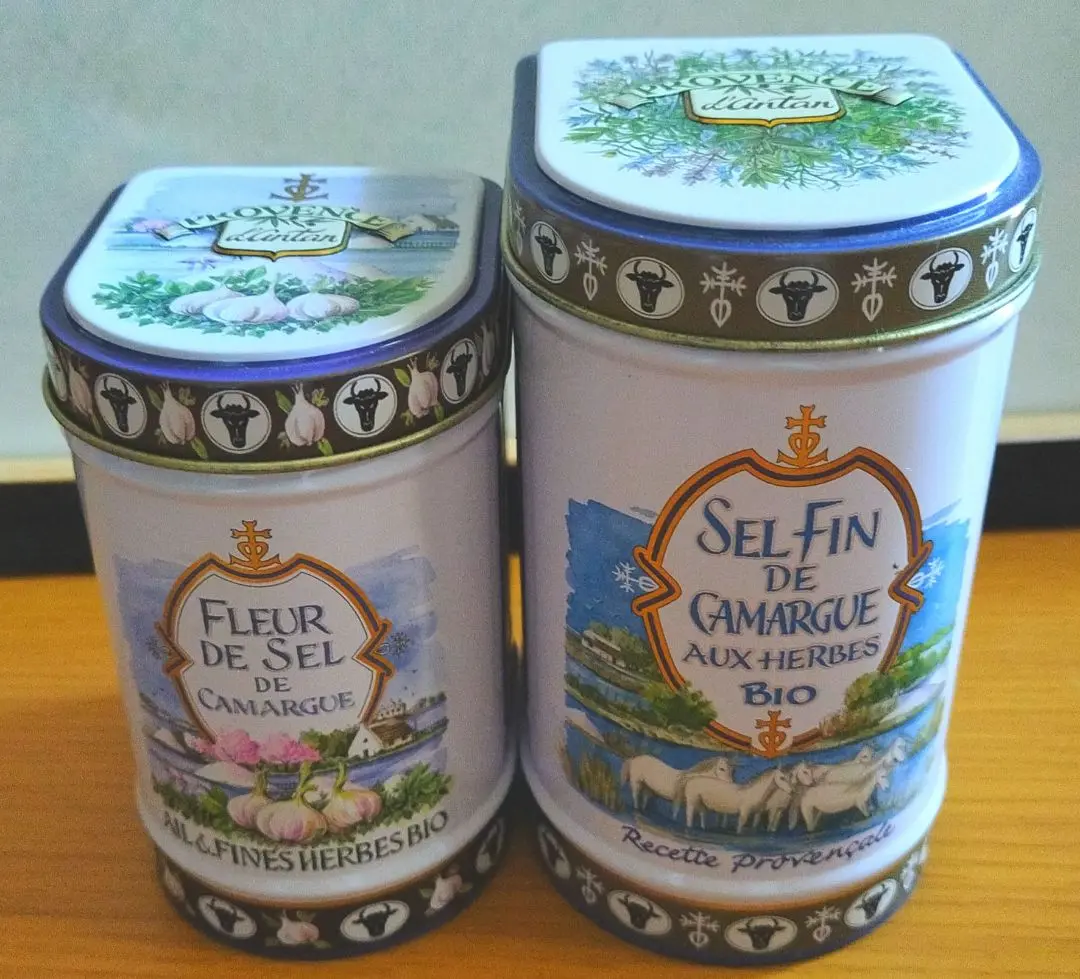 PROVENCE
d'antan
FLEUR
DE SEL
DE
CAMARGUE
AIL & FINES HERBES BIO
PROVENCE
d'antan
SEL FIN
DE
CAMARGUE
AUX HERBES
BIO
Recette provençale